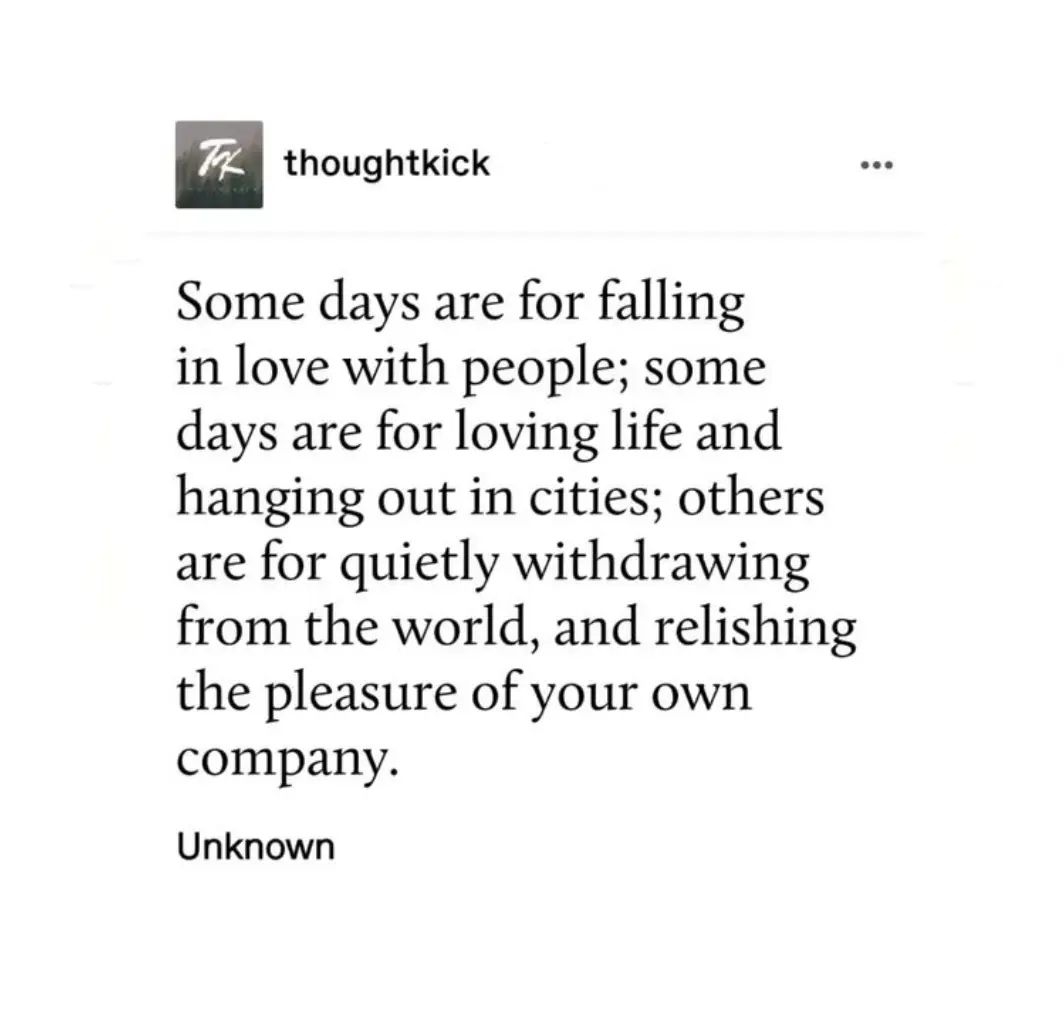 TK
thoughtkick
Some days are for falling
in love with people; some
days are for loving life and
hanging out in cities; others
are for quietly withdrawing
from the world, and relishing
the pleasure of your own
company.
Unknown